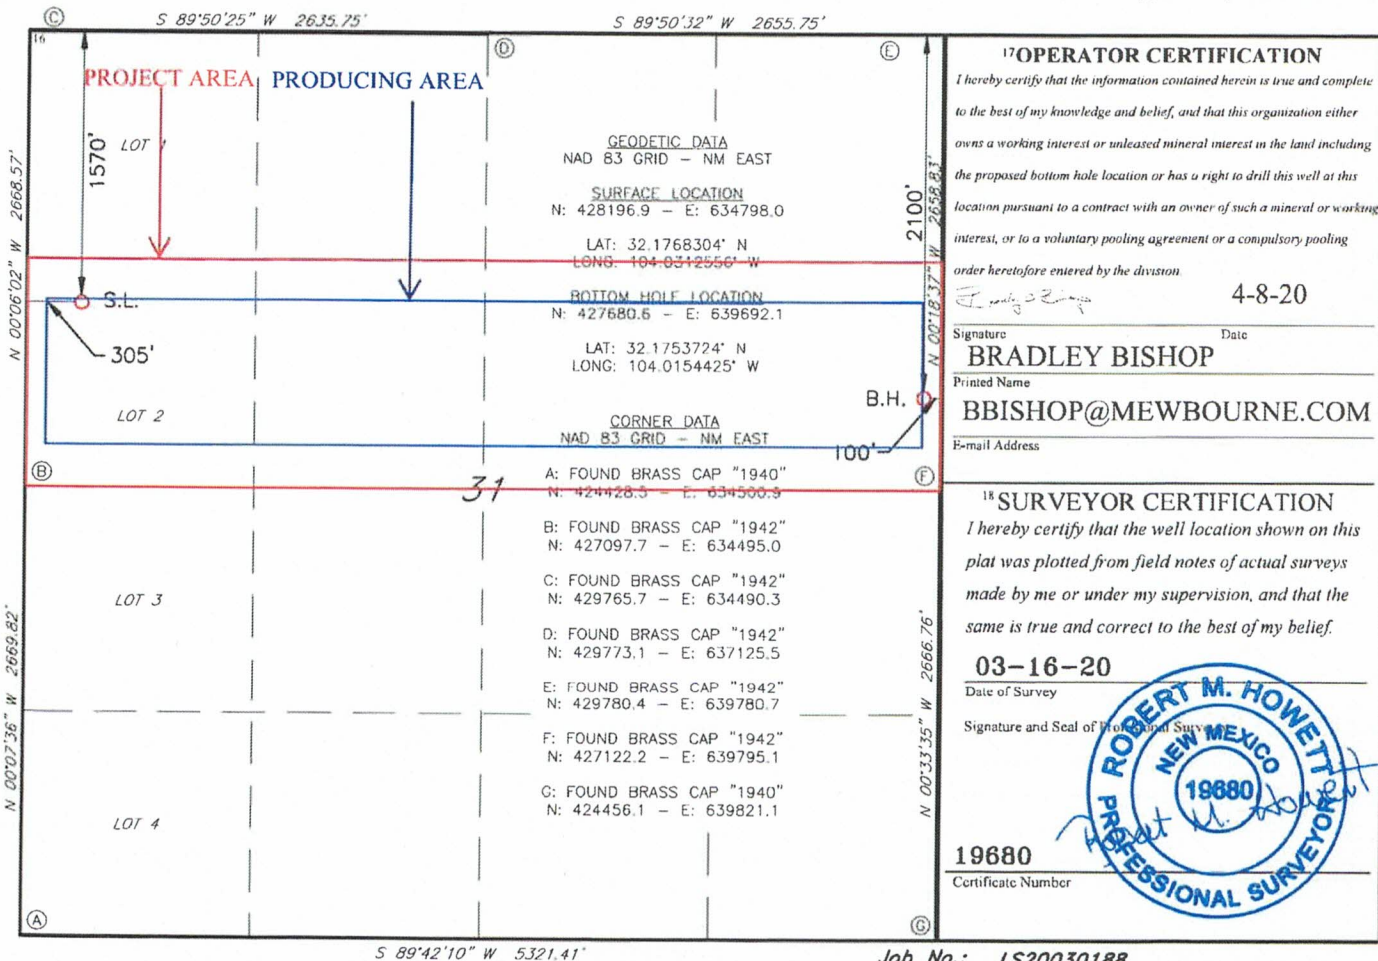 S 89°50'25" W 2635.75'
S 89°50'32" W 2655.75'
C
D
E
16
PROJECT AREA
PRODUCING AREA
LOT 1
1570'
N 00°06'02" W 2668.57'
GEODETIC DATA
NAD 83 GRID – NM EAST
SURFACE LOCATION
N: 428196.9 – E: 634798.0
LAT: 32.1768304° N
LONG: 104.0312556° W
BOTTOM HOLE LOCATION
N: 427680.6 – E: 639692.1
LAT: 32.1753724° N
LONG: 104.0154425° W
2100'
N 00°18'37" W 2658.83'
S.L.
305'
LOT 2
B.H.
100'
B
F
31
CORNER DATA
NAD 83 GRID – NM EAST
A: FOUND BRASS CAP "1940"
N: 424428.5 – E: 634500.9
B: FOUND BRASS CAP "1942"
N: 427097.7 – E: 634495.0
C: FOUND BRASS CAP "1942"
N: 429765.7 – E: 634490.3
D: FOUND BRASS CAP "1942"
N: 429773.1 – E: 637125.5
E: FOUND BRASS CAP "1942"
N: 429780.4 – E: 639780.7
F: FOUND BRASS CAP "1942"
N: 427122.2 – E: 639795.1
G: FOUND BRASS CAP "1940"
N: 424456.1 – E: 639821.1
LOT 3
LOT 4
N 00°07'36" W 2669.82'
N 00°33'35" W 2666.76'
A
G
S 89°42'10" W 5321.41'
17 OPERATOR CERTIFICATION
I hereby certify that the information contained herein is true and complete
to the best of my knowledge and belief, and that this organization either
owns a working interest or unleased mineral interest in the land including
the proposed bottom hole location or has a right to drill this well at this
location pursuant to a contract with an owner of such a mineral or working
interest, or to a voluntary pooling agreement or a compulsory pooling
order heretofore entered by the division.
4-8-20
Signature Date
BRADLEY BISHOP
Printed Name
BBISHOP@MEWBOURNE.COM
E-mail Address
18 SURVEYOR CERTIFICATION
I hereby certify that the well location shown on this
plat was plotted from field notes of actual surveys
made by me or under my supervision, and that the
same is true and correct to the best of my belief.
03-16-20
Date of Survey
Signature and Seal of Professional Surveyor
ROBERT M. HOWETT
NEW MEXICO
19680
PROFESSIONAL SURVEYOR
Robert M. Howett
19680
Certificate Number
Job No.: LS20030188